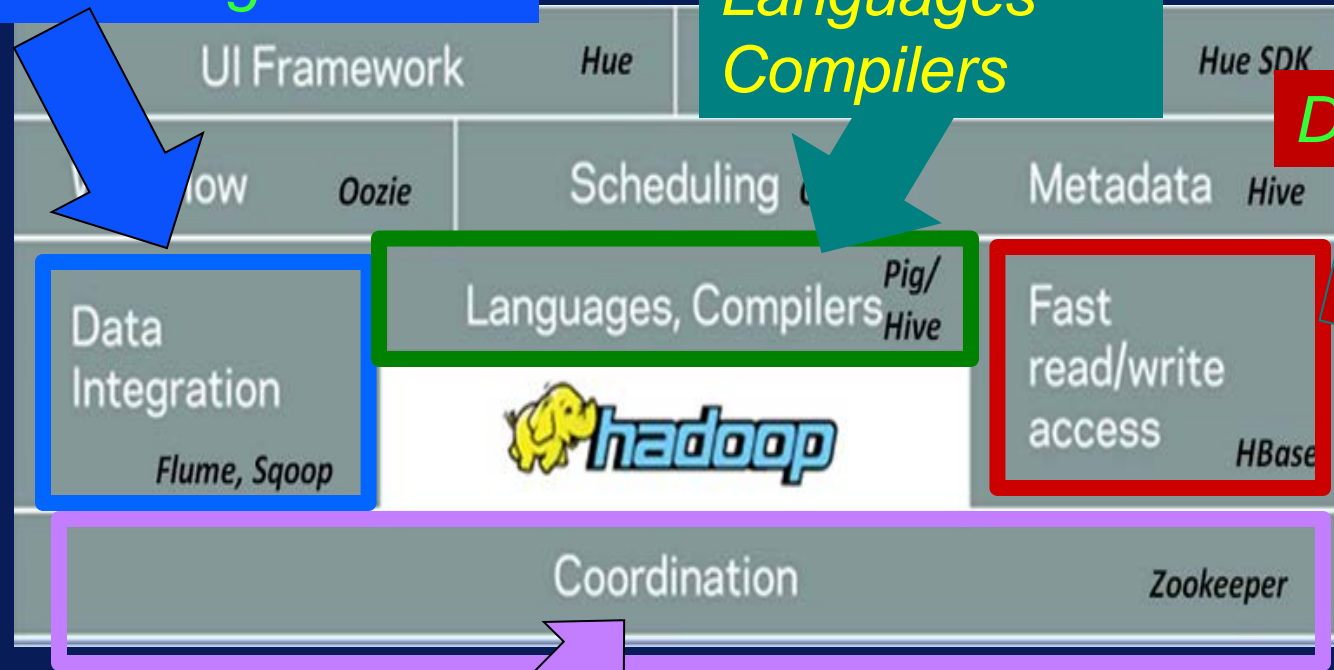 Languages
Compilers
UI Framework Hue
Hue SDK
Oozie
Scheduling
Metadata Hive
Data
Integration
Flume, Sqoop
Languages, Compilers
Pig/
Hive
hadoop
Fast
read/write
access
HBase
Coordination
Zookeeper